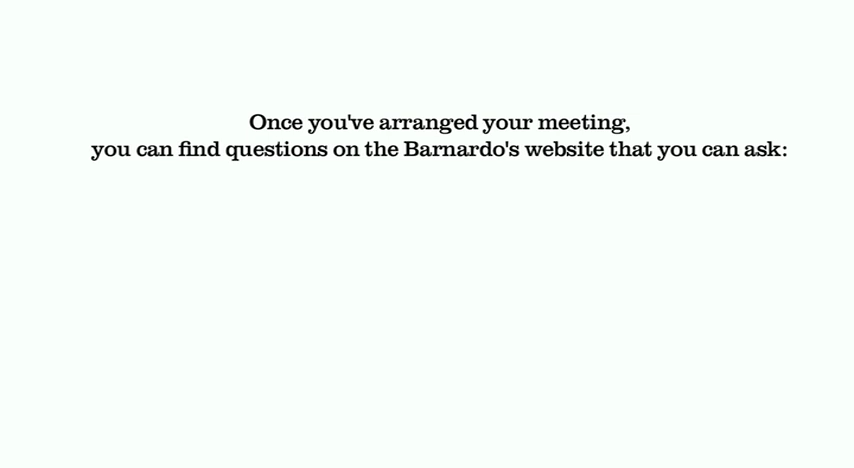 Once you've arranged your meeting,
you can find questions on the Barnardo's website that you can ask: